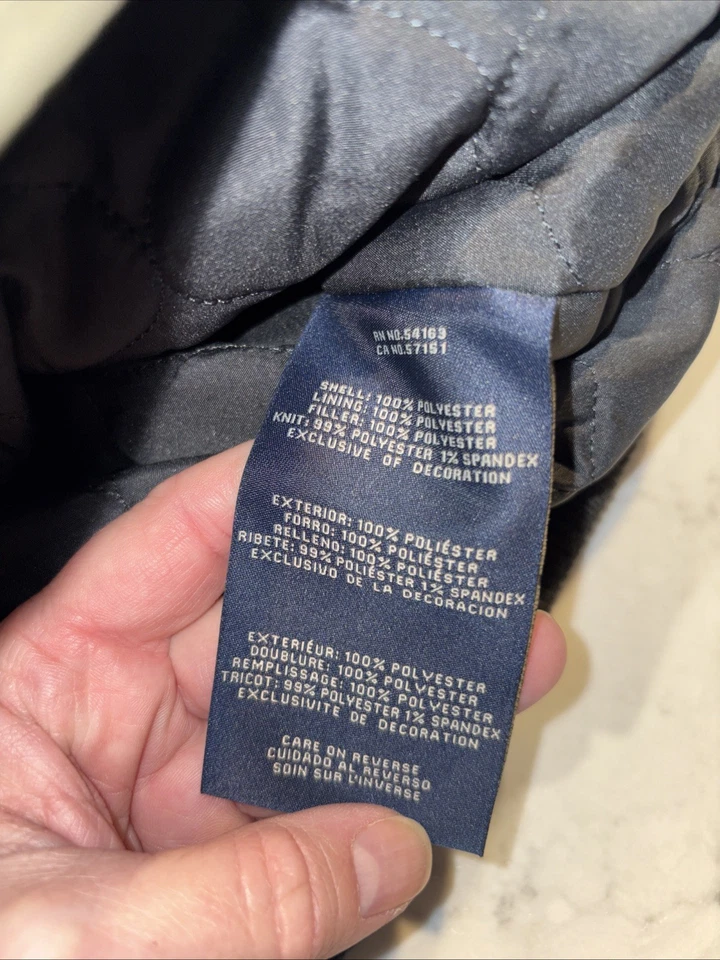 RN NO.54163
CA NO.57151
SHELL: 100% POLYESTER
LINING: 100% POLYESTER
FILLER: 100% POLYESTER
KNIT: 99% POLYESTER 1% SPANDEX
EXCLUSIVE OF DECORATION
EXTERIOR: 100% POLIÉSTER
FORRO: 100% POLIÉSTER
RELLENO: 100% POLIÉSTER
RIBETE: 99% POLIÉSTER 1% SPANDEX
EXCLUSIVO DE LA DECORACION
EXTERIÉUR: 100% POLYESTER
DOUBLURE: 100% POLYESTER
REMPLISSAGE: 100% POLYESTER
TRICOT: 99% POLYESTER 1% SPANDEX
EXCLUSIVITE DE DECORATION
CARE ON REVERSE
CUIDADO AL REVERSO
SOIN SUR L'INVERSE